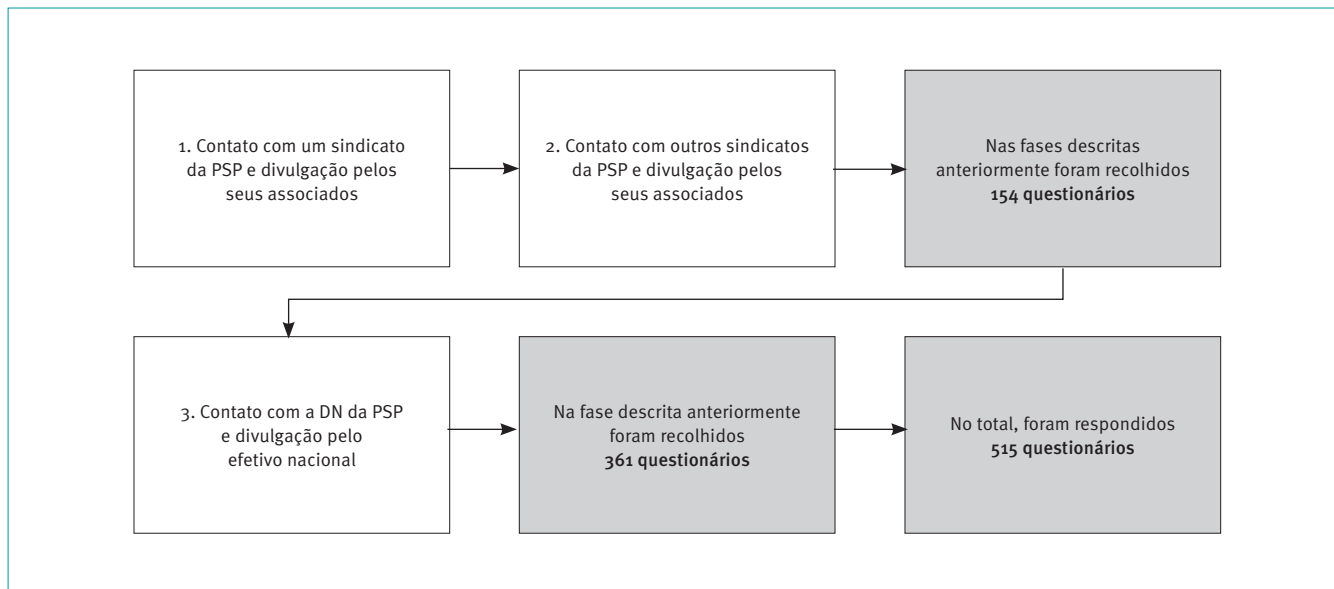 1. Contato com um sindicato
da PSP e divulgação pelos
seus associados
2. Contato com outros sindicatos
da PSP e divulgação pelos
seus associados
Nas fases descritas
anteriormente foram recolhidos
154 questionários
3. Contato com a DN da PSP
e divulgação pelo
efetivo nacional
Na fase descrita anteriormente
foram recolhidos
361 questionários
No total, foram respondidos
515 questionários